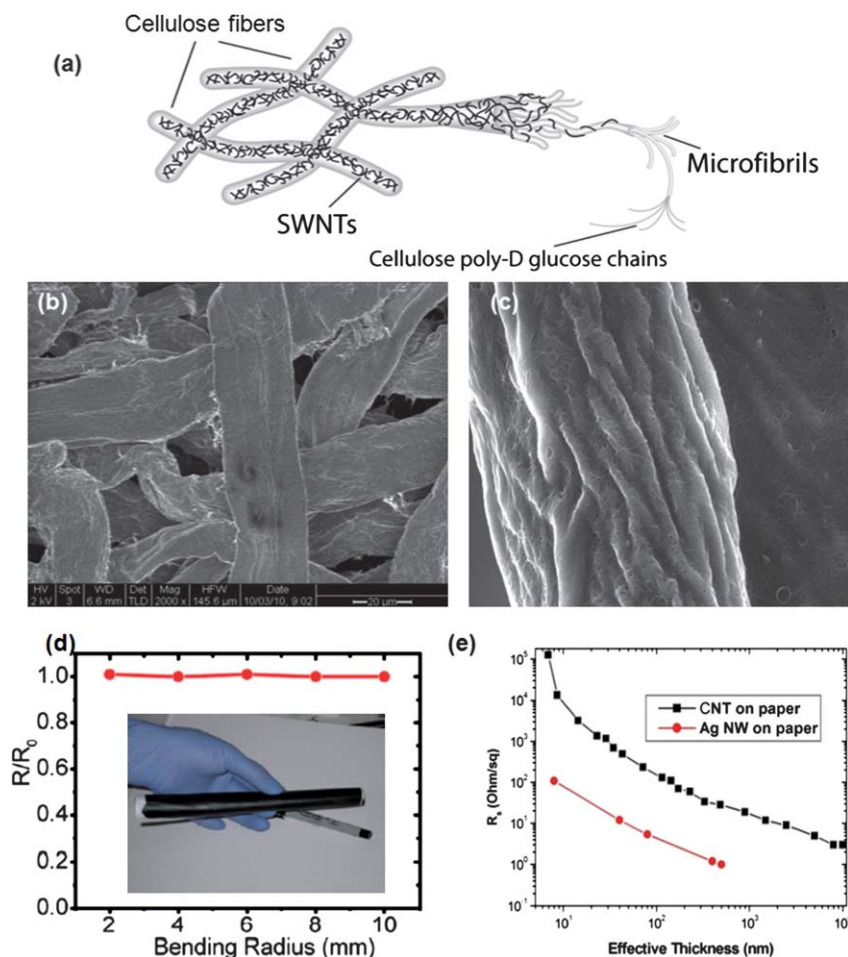 Cellulose fibers
(a)
Microfibrils
SWNTs
Cellulose poly-D glucose chains
(b)
(c)
HV Spot WD Det Mag HFW Date
2 kV 3 6.6 mm TLD 2000 x 145.6 µm 10/03/10, 9:02 20 µm
(d)
R/R0
1.0
0.8
0.6
0.4
0.2
0.0
2 4 6 8 10
Bending Radius (mm)
(e)
Rs (Ohm/sq)
10^5
10^4
10^3
10^2
10^1
10^0
10^-1
CNT on paper
Ag NW on paper
10^1 10^2 10^3 10^4
Effective Thickness (nm)